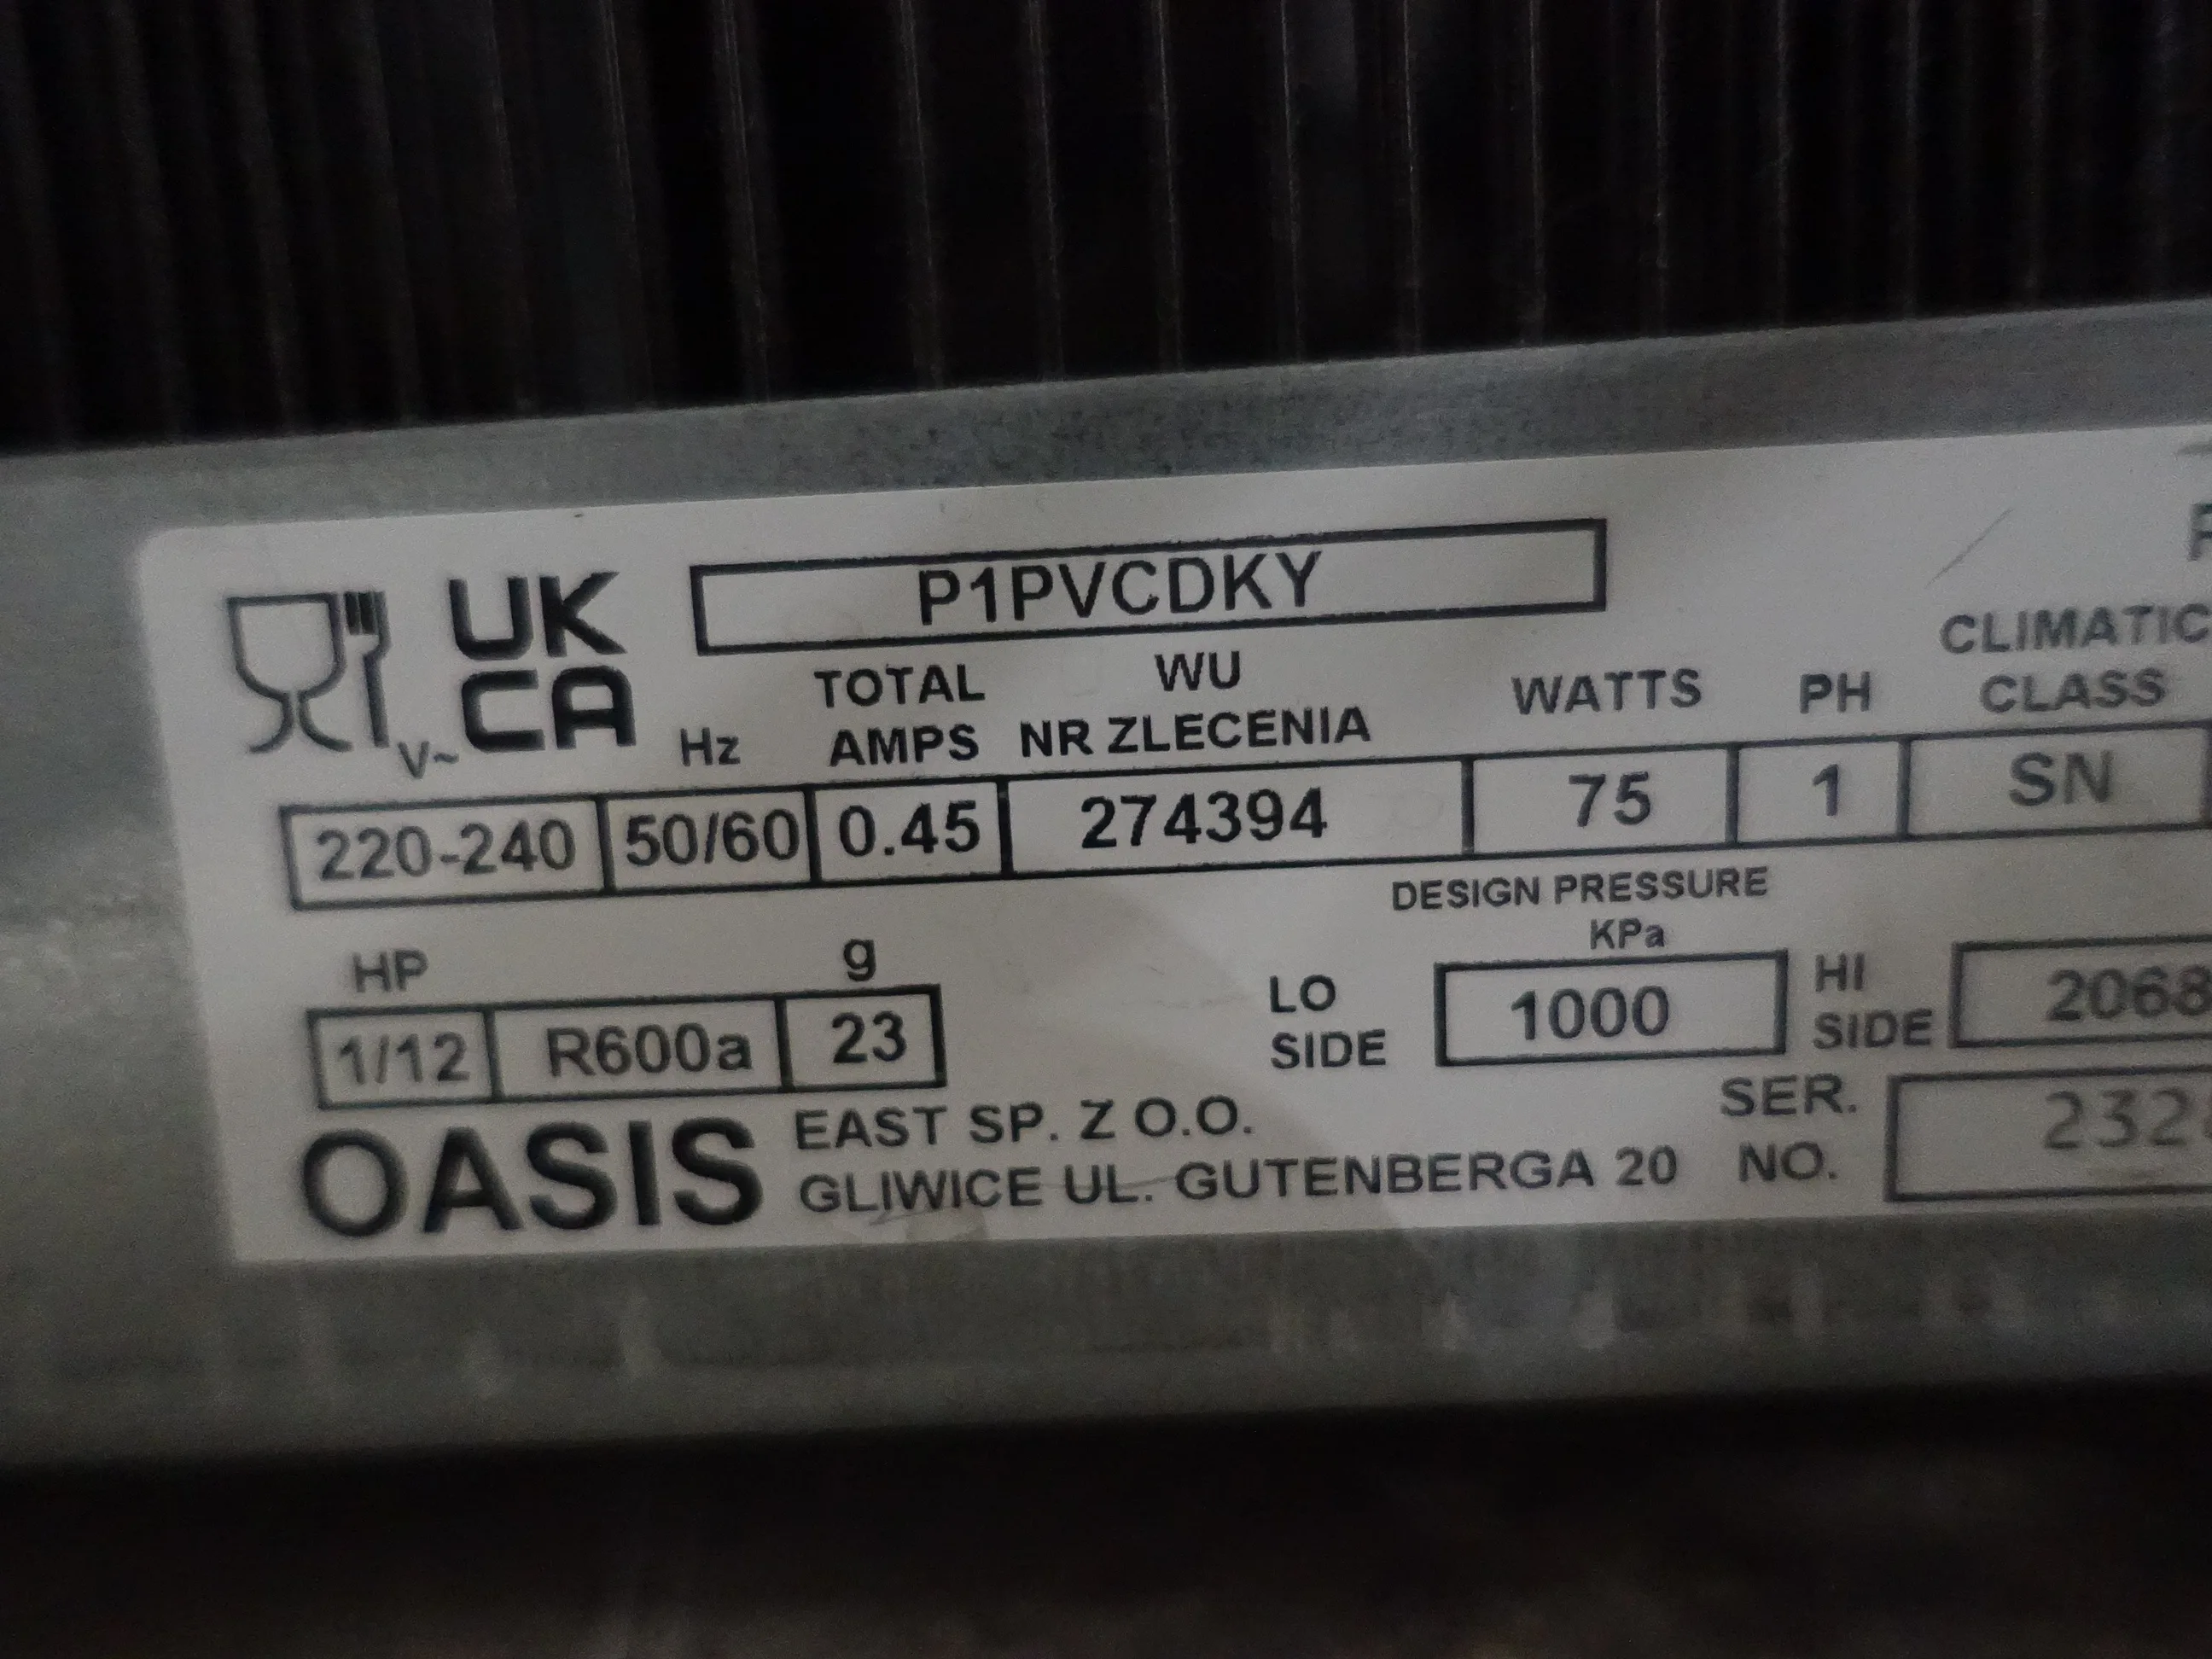 UK
CA
P1PVCDKY
V~ Hz TOTAL AMPS WU NR ZLECENIA WATTS PH CLIMATIC CLASS
220-240 50/60 0.45 274394 75 1 SN
DESIGN PRESSURE
KPa
HP g
1/12 R600a 23
LO SIDE 1000 HI SIDE 2068
OASIS EAST SP. Z O.O.
GLIWICE UL. GUTENBERGA 20
SER. NO. 232